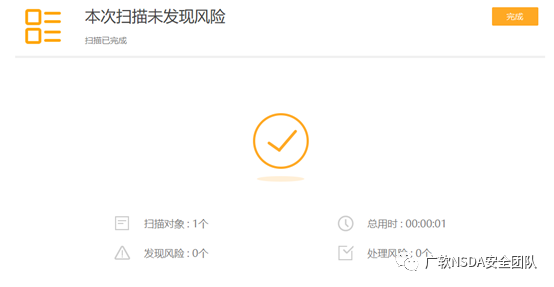 本次扫描未发现风险
完成
扫描已完成
扫描对象 : 1个
总用时 : 00:00:01
发现风险 : 0个
处理风险 : 0个
广软NSDA安全团队